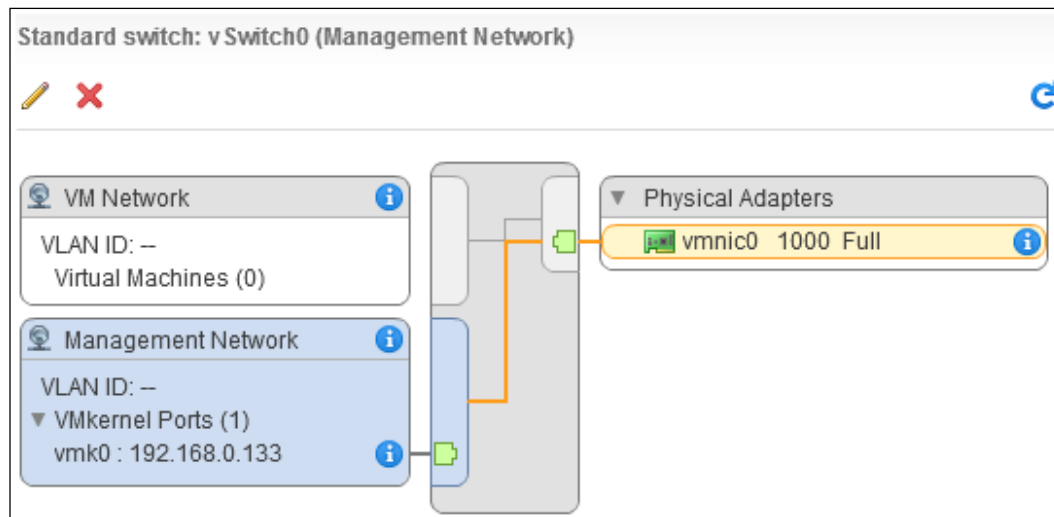 Standard switch: vSwitch0 (Management Network)
VM Network
VLAN ID: --
Virtual Machines (0)
Management Network
VLAN ID: --
VMkernel Ports (1)
vmk0 : 192.168.0.133
Physical Adapters
vmnic0 1000 Full